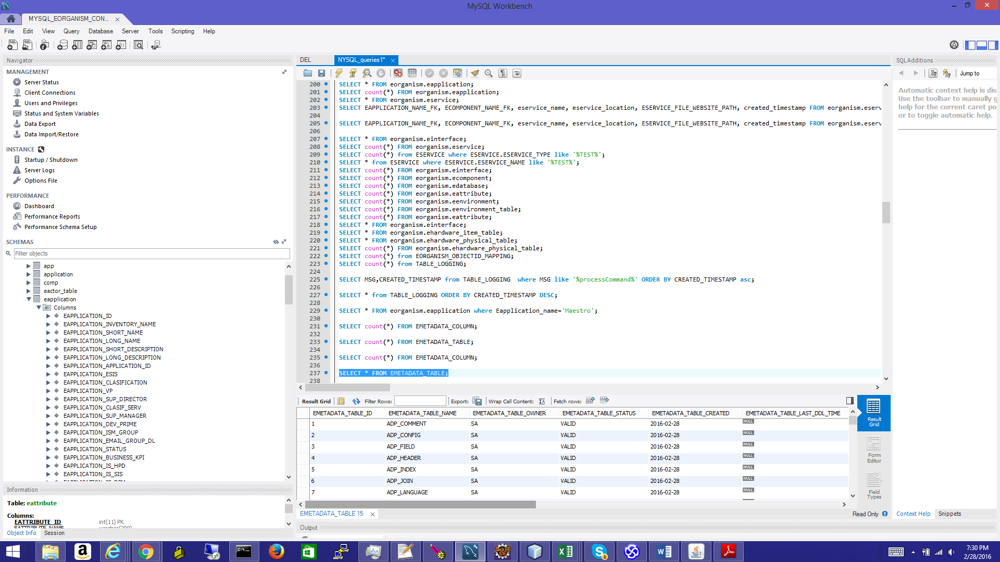 MySQL Workbench
MYSQL_EORGANISM_CON...
File Edit View Query Database Server Tools Scripting Help
Navigator
MANAGEMENT
Server Status
Client Connections
Users and Privileges
Status and System Variables
Data Export
Data Import/Restore
INSTANCE
Startup / Shutdown
Server Logs
Options File
PERFORMANCE
Dashboard
Performance Reports
Performance Schema Setup
SCHEMAS
Filter objects
app
application
comp
eactor_table
eapplication
Columns
EAPPLICATION_ID
EAPPLICATION_INVENTORY_NAME
EAPPLICATION_SHORT_NAME
EAPPLICATION_LONG_NAME
EAPPLICATION_SHORT_DESCRIPTION
EAPPLICATION_LONG_DESCRIPTION
EAPPLICATION_APPLICATION_ID
EAPPLICATION_ESIS
EAPPLICATION_CLASIFICATION
EAPPLICATION_VP
EAPPLICATION_SUP_DIRECTOR
EAPPLICATION_CLASIF_SERV
EAPPLICATION_SUP_MANAGER
EAPPLICATION_DEV_PRIME
EAPPLICATION_ISM_GROUP
EAPPLICATION_EMAIL_GROUP_DL
EAPPLICATION_STATUS
EAPPLICATION_BUSINESS_KPI
EAPPLICATION_IS_HPD
EAPPLICATION_IS_SIS
Information
Table: eattribute
Columns:
EATTRIBUTE_ID int(11) PK
EATTRIBUTE_NAME varchar(200)
Object Info Session
DEL NYSQL_queries1*
200 SELECT * FROM eorganism.eapplication;
201 SELECT count(*) FROM eorganism.eapplication;
202 SELECT * FROM eorganism.eservice;
203 SELECT EAPPLICATION_NAME_FK, ECOMPONENT_NAME_FK, eservice_name, eservice_location, ESERVICE_FILE_WEBSITE_PATH, created_timestamp FROM eorganism.eserv
204
205 SELECT EAPPLICATION_NAME_FK, ECOMPONENT_NAME_FK, eservice_name, eservice_location, ESERVICE_FILE_WEBSITE_PATH, created_timestamp FROM eorganism.eserv
206
207 SELECT * FROM eorganism.einterface;
208 SELECT count(*) FROM eorganism.eservice;
209 SELECT count(*) from ESERVICE where ESERVICE.ESERVICE_TYPE like '%TEST%';
210 SELECT * from ESERVICE where ESERVICE.ESERVICE_NAME like '%TEST%';
211 SELECT count(*) FROM eorganism.einterface;
212 SELECT count(*) FROM eorganism.ecomponent;
213 SELECT count(*) FROM eorganism.edatabase;
214 SELECT count(*) FROM eorganism.eattribute;
215 SELECT count(*) FROM eorganism.eenvironment;
216 SELECT count(*) FROM eorganism.eenvironment_table;
217 SELECT count(*) FROM eorganism.eattribute;
218 SELECT * FROM eorganism.einterface;
219 SELECT * FROM eorganism.ehardware_item_table;
220 SELECT * FROM eorganism.ehardware_physical_table;
221 SELECT count(*) FROM eorganism.ehardware_physical_table;
222 SELECT count(*) from EORGANISM_OBJECTID_MAPPING;
223 SELECT count(*) from TABLE_LOGGING;
224
225 SELECT MSG,CREATED_TIMESTAMP from TABLE_LOGGING where MSG like '%processCommand%' ORDER BY CREATED_TIMESTAMP asc;
226
227 SELECT * from TABLE_LOGGING ORDER BY CREATED_TIMESTAMP DESC;
228
229 SELECT * FROM eorganism.eapplication where Eapplication_name='Maestro';
230
231 SELECT count(*) FROM EMETADATA_COLUMN;
232
233 SELECT count(*) FROM EMETADATA_TABLE;
234
235 SELECT count(*) FROM EMETADATA_COLUMN;
236
237 SELECT * FROM EMETADATA_TABLE;
238
Result Grid Filter Rows: Export: Wrap Cell Content: Fetch rows:
EMETADATA_TABLE_ID EMETADATA_TABLE_NAME EMETADATA_TABLE_OWNER EMETADATA_TABLE_STATUS EMETADATA_TABLE_CREATED EMETADATA_TABLE_LAST_DDL_TIME
1 ADP_COMMENT SA VALID 2016-02-28 NULL
2 ADP_CONFIG SA VALID 2016-02-28 NULL
3 ADP_FIELD SA VALID 2016-02-28 NULL
4 ADP_HEADER SA VALID 2016-02-28 NULL
5 ADP_INDEX SA VALID 2016-02-28 NULL
6 ADP_JOIN SA VALID 2016-02-28 NULL
7 ADP_LANGUAGE SA VALID 2016-02-28 NULL
Result
Grid
Form
Editor
Field
Types
EMETADATA_TABLE 15
Read Only
Output
SQLAdditions
Jump to
Automatic context help is dis
Use the toolbar to manually g
help for the current caret po
or to toggle automatic help.
Context Help Snippets
7:30 PM
2/28/2016